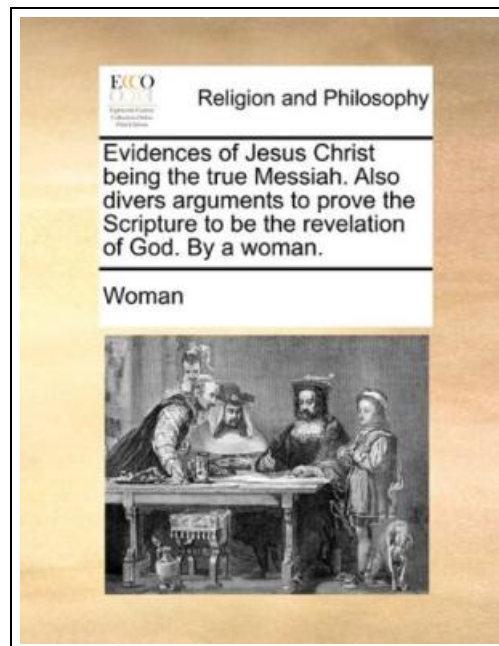 ECCO
Religion and Philosophy
Evidences of Jesus Christ
being the true Messiah. Also
divers arguments to prove the
Scripture to be the revelation
of God. By a woman.
Woman